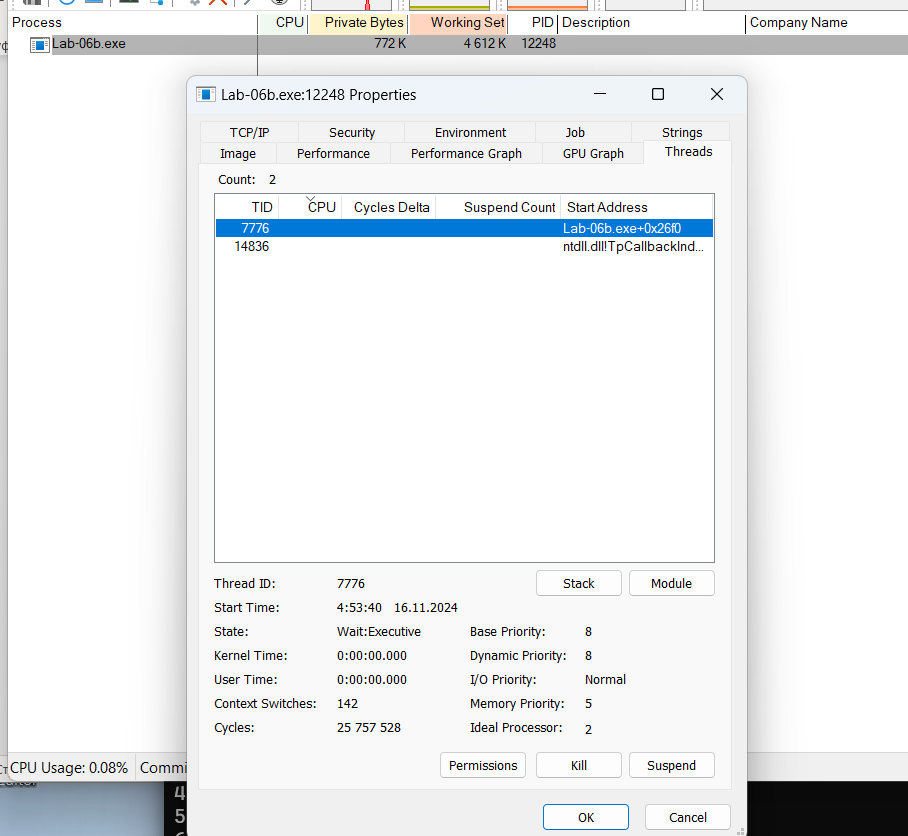 Process CPU Private Bytes Working Set PID Description Company Name
Lab-06b.exe 772 K 4 612 K 12248
Lab-06b.exe:12248 Properties
TCP/IP Security Environment Job Strings
Image Performance Performance Graph GPU Graph Threads
Count: 2
TID CPU Cycles Delta Suspend Count Start Address
7776 Lab-06b.exe+0x26f0
14836 ntdll.dll!TpCallbackInd...
Thread ID: 7776 Stack Module
Start Time: 4:53:40 16.11.2024
State: Wait:Executive Base Priority: 8
Kernel Time: 0:00:00.000 Dynamic Priority: 8
User Time: 0:00:00.000 I/O Priority: Normal
Context Switches: 142 Memory Priority: 5
Cycles: 25 757 528 Ideal Processor: 2
Permissions Kill Suspend
CPU Usage: 0.08% Commi
4
5
OK Cancel